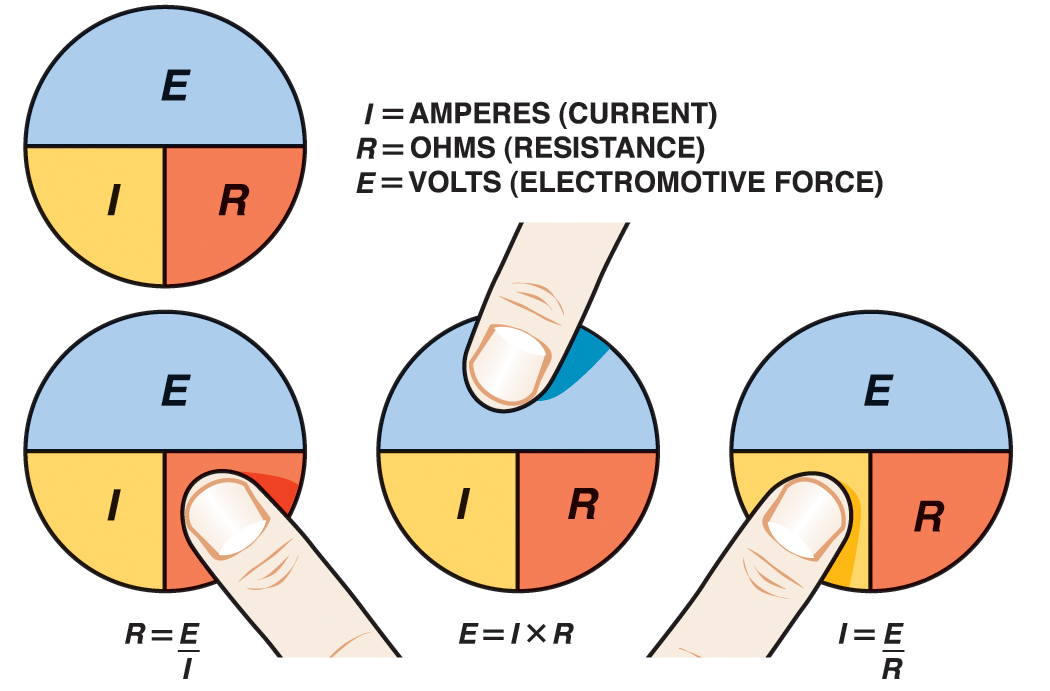 E
I R
I = AMPERES (CURRENT)
R = OHMS (RESISTANCE)
E = VOLTS (ELECTROMOTIVE FORCE)
E
I
I R
E
R
R = E
I
E = I × R
I = E
R